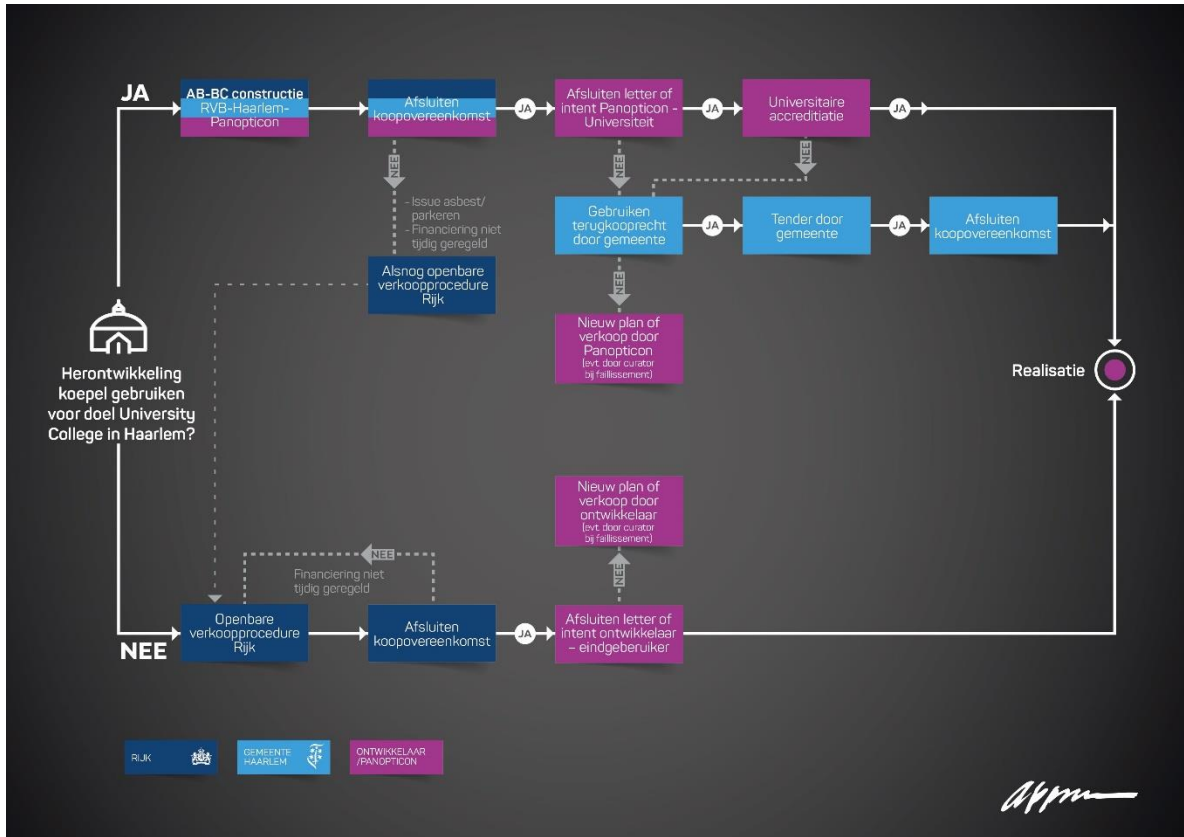 JA
AB-BC constructie
RVB-Haarlem-
Panopticon
Afsluiten
koopovereenkomst
JA
Afsluiten letter of
intent Panopticon -
Universiteit
JA
Universitaire
accreditatie
JA
NEE
NEE
NEE
- Issue asbest/
parkeren
- Financiering niet
tijdig geregeld
Gebruiken
terugkooprecht
door gemeente
JA
Tender door
gemeente
JA
Afsluiten
koopovereenkomst
Alsnog openbare
verkoopprocedure
Rijk
NEE
Nieuw plan of
verkoop door
Panopticon
(evt. door curator
bij faillissement)
Herontwikkeling
koepel gebruiken
voor doel University
College in Haarlem?
Realisatie
Nieuw plan of
verkoop door
ontwikkelaar
(evt. door curator
bij faillissement)
NEE
Financiering niet
tijdig geregeld
NEE
NEE
Openbare
verkoopprocedure
Rijk
Afsluiten
koopovereenkomst
JA
Afsluiten letter of
intent ontwikkelaar
– eindgebruiker
RIJK
GEMEENTE
HAARLEM
ONTWIKKELAAR
/PANOPTICON